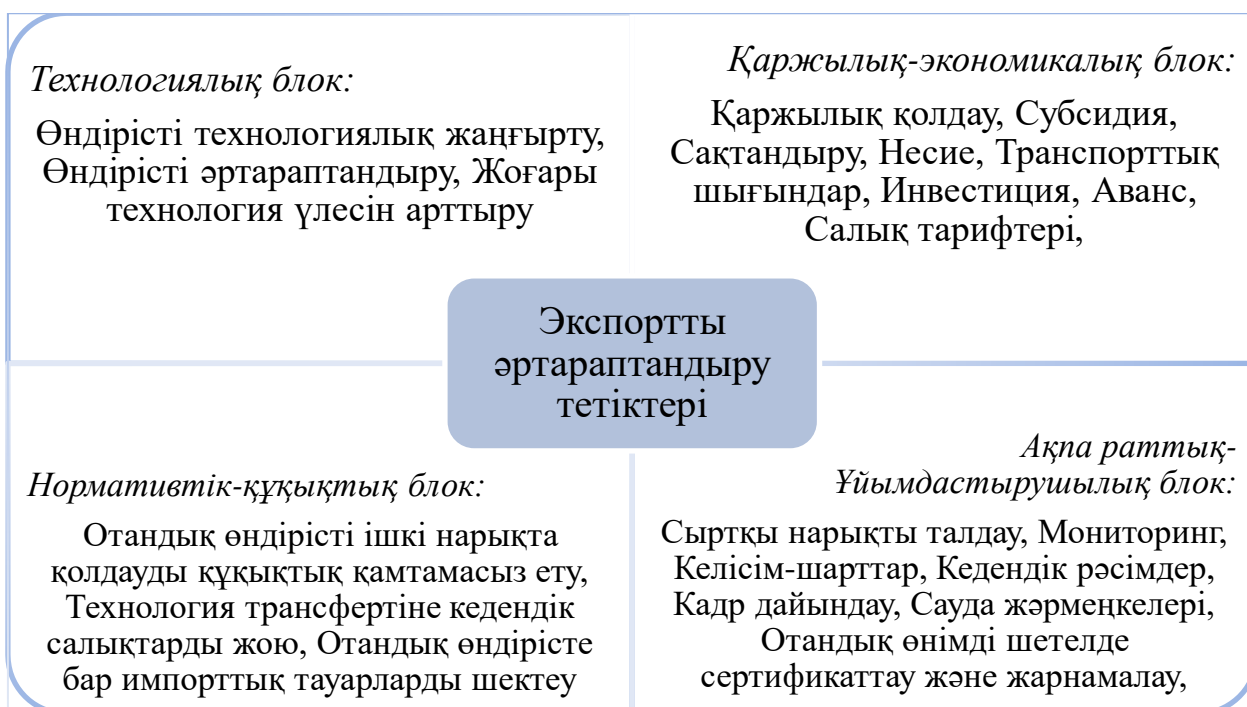 Технологиялық блок:
Өндірісті технологиялық жаңғырту,
Өндірісті әртараптандыру, Жоғары
технология үлесін арттыру
Қаржылық-экономикалық блок:
Қаржылық қолдау, Субсидия,
Сақтандыру, Несие, Транспорттық
шығындар, Инвестиция, Аванс,
Салық тарифтері,
Экспортты
әртараптандыру
тетіктері
Нормативтік-құқықтық блок:
Отандық өндірісті ішкі нарықта
қолдауды құқықтық қамтамасыз ету,
Технология трансфертіне кедендік
салықтарды жою, Отандық өндірісте
бар импорттық тауарларды шектеу
Ақпа раттық-
Ұйымдастырушылық блок:
Сыртқы нарықты талдау, Мониторинг,
Келісім-шарттар, Кедендік рәсімдер,
Кадр дайындау, Сауда жәрмеңкелері,
Отандық өнімді шетелде
сертификаттау және жарнамалау,